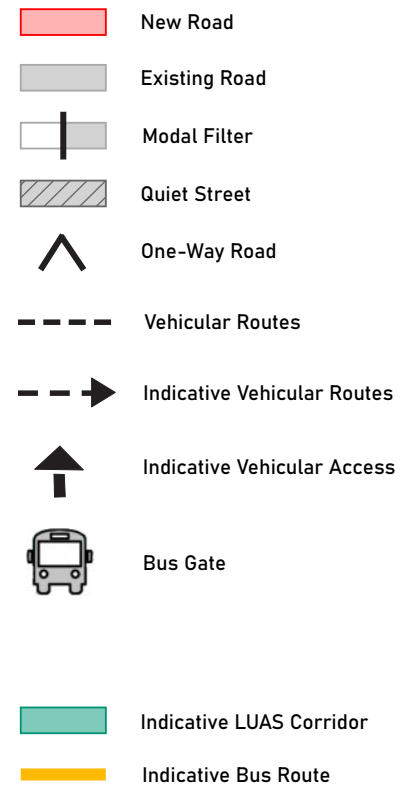 New Road
Existing Road
Modal Filter
Quiet Street
One-Way Road
Vehicular Routes
Indicative Vehicular Routes
Indicative Vehicular Access
Bus Gate
Indicative LUAS Corridor
Indicative Bus Route